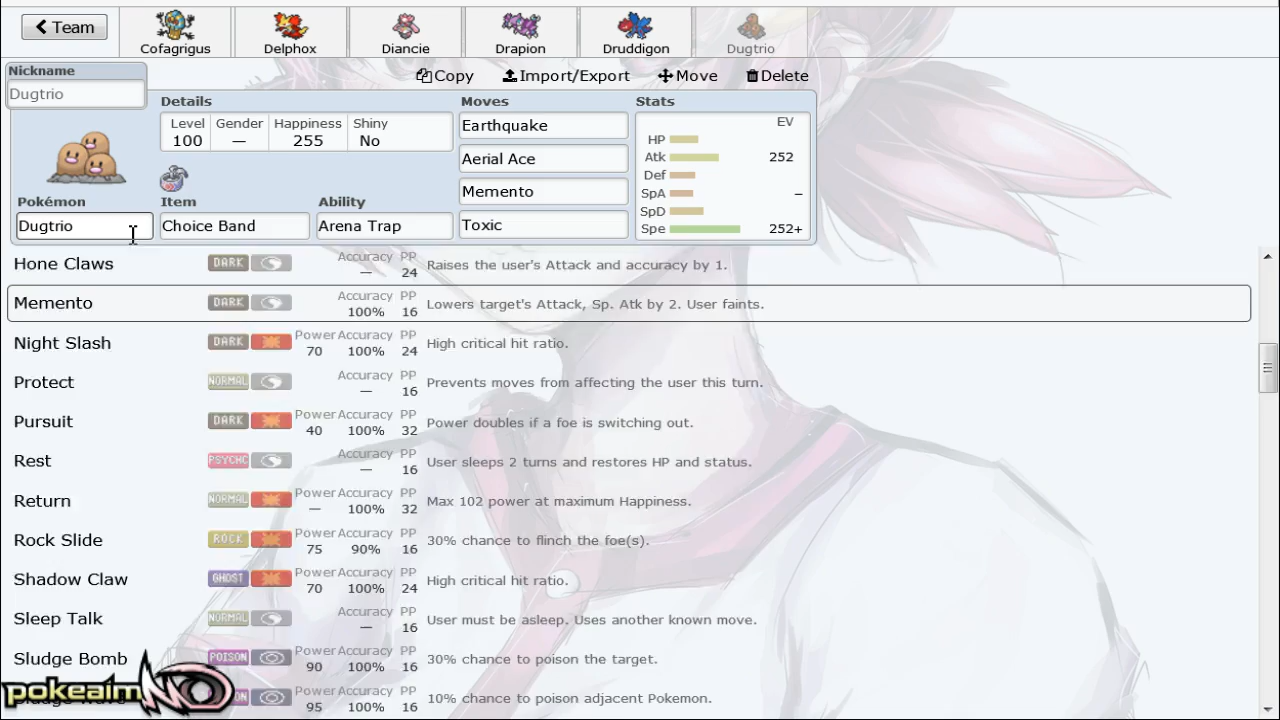 Team
Cofagrigus
Delphox
Diancie
Drapion
Druddigon
Dugtrio
Nickname
Dugtrio
Copy
Import/Export
Move
Delete
Details
Level
100
Gender
—
Happiness
255
Shiny
No
Pokémon
Dugtrio
Item
Choice Band
Ability
Arena Trap
Moves
Earthquake
Aerial Ace
Memento
Toxic
Stats
EV
HP
Atk 252
Def
SpA –
SpD
Spe 252+
Hone Claws DARK Accuracy — PP 24 Raises the user's Attack and accuracy by 1.
Memento DARK Accuracy 100% PP 16 Lowers target's Attack, Sp. Atk by 2. User faints.
Night Slash DARK Power 70 Accuracy 100% PP 24 High critical hit ratio.
Protect NORMAL Accuracy — PP 16 Prevents moves from affecting the user this turn.
Pursuit DARK Power 40 Accuracy 100% PP 32 Power doubles if a foe is switching out.
Rest PSYCHC Accuracy — PP 16 User sleeps 2 turns and restores HP and status.
Return NORMAL Power — Accuracy 100% PP 32 Max 102 power at maximum Happiness.
Rock Slide ROCK Power 75 Accuracy 90% PP 16 30% chance to flinch the foe(s).
Shadow Claw GHOST Power 70 Accuracy 100% PP 24 High critical hit ratio.
Sleep Talk NORMAL Accuracy — PP 16 User must be asleep. Uses another known move.
Sludge Bomb POISON Power 90 Accuracy 100% PP 16 30% chance to poison the target.
Power 95 Accuracy 100% PP 16 10% chance to poison adjacent Pokemon.
pokeaimMD